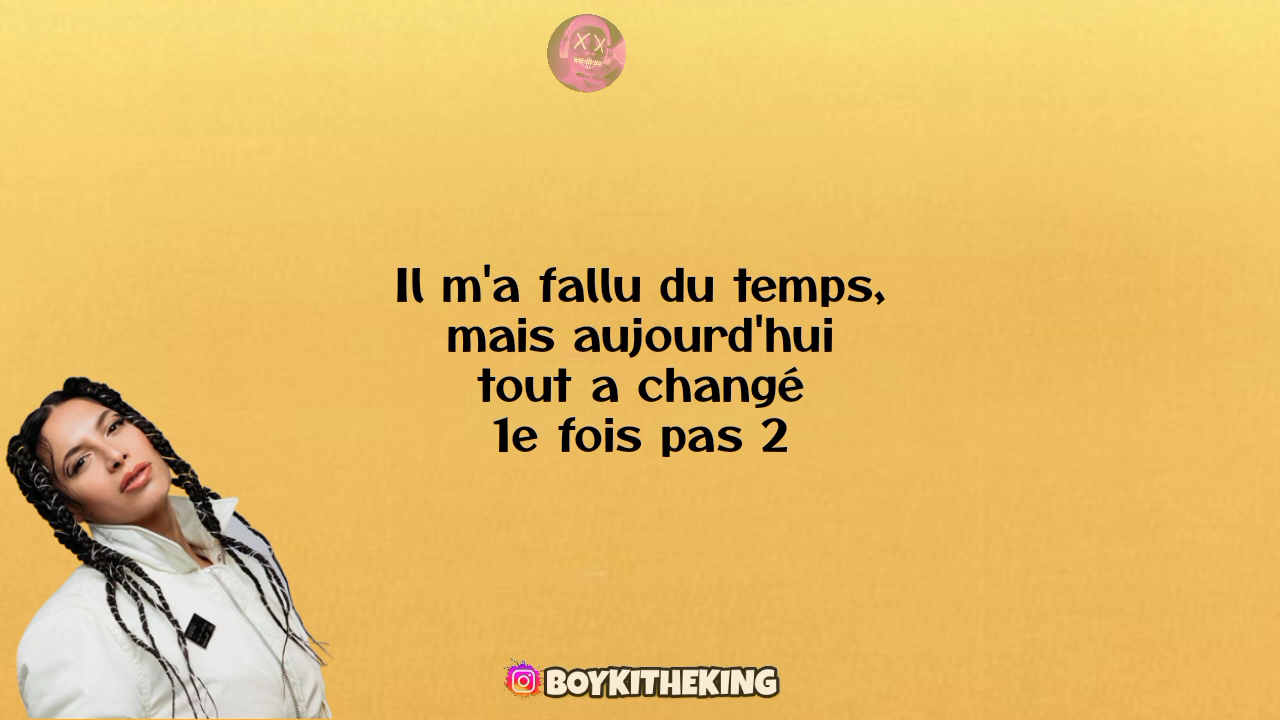 Il m'a fallu du temps,
mais aujourd'hui
tout a changé
1e fois pas 2
BOYKITHEKING